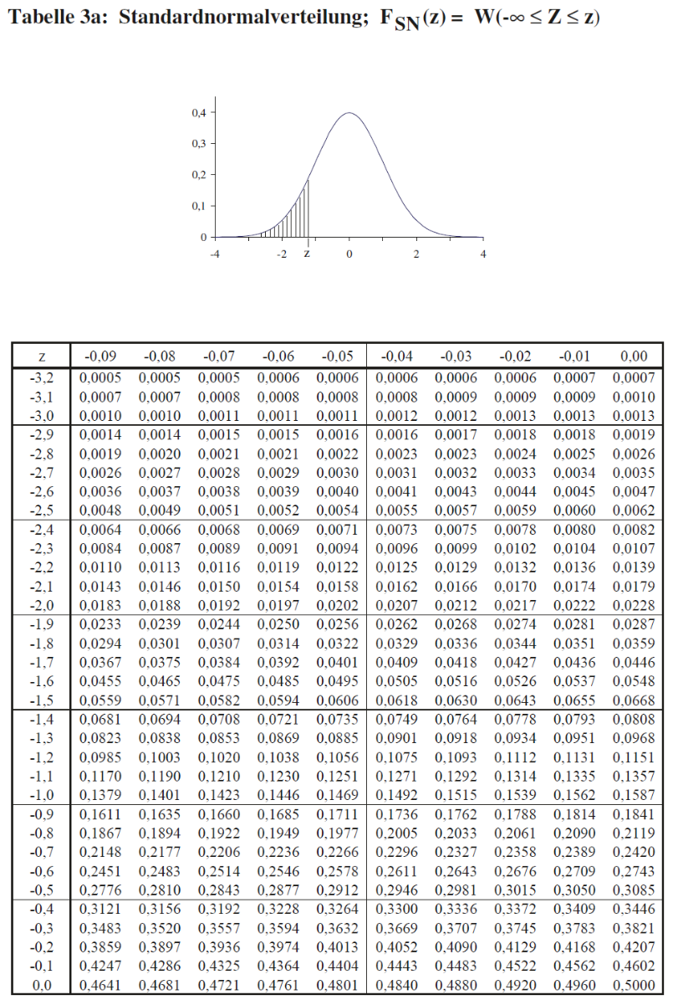 Tabelle 3a: Standardnormalverteilung; FSN(z) = W(-∞ ≤ Z ≤ z)
0,4
0,3
0,2
0,1
0
-4 -2 z 0 2 4
z -0,09 -0,08 -0,07 -0,06 -0,05 -0,04 -0,03 -0,02 -0,01 0,00
-3,2 0,0005 0,0005 0,0005 0,0006 0,0006 0,0006 0,0006 0,0006 0,0007 0,0007
-3,1 0,0007 0,0007 0,0008 0,0008 0,0008 0,0008 0,0009 0,0009 0,0009 0,0010
-3,0 0,0010 0,0010 0,0011 0,0011 0,0011 0,0012 0,0012 0,0013 0,0013 0,0013
-2,9 0,0014 0,0014 0,0015 0,0015 0,0016 0,0016 0,0017 0,0018 0,0018 0,0019
-2,8 0,0019 0,0020 0,0021 0,0021 0,0022 0,0023 0,0023 0,0024 0,0025 0,0026
-2,7 0,0026 0,0027 0,0028 0,0029 0,0030 0,0031 0,0032 0,0033 0,0034 0,0035
-2,6 0,0036 0,0037 0,0038 0,0039 0,0040 0,0041 0,0043 0,0044 0,0045 0,0047
-2,5 0,0048 0,0049 0,0051 0,0052 0,0054 0,0055 0,0057 0,0059 0,0060 0,0062
-2,4 0,0064 0,0066 0,0068 0,0069 0,0071 0,0073 0,0075 0,0078 0,0080 0,0082
-2,3 0,0084 0,0087 0,0089 0,0091 0,0094 0,0096 0,0099 0,0102 0,0104 0,0107
-2,2 0,0110 0,0113 0,0116 0,0119 0,0122 0,0125 0,0129 0,0132 0,0136 0,0139
-2,1 0,0143 0,0146 0,0150 0,0154 0,0158 0,0162 0,0166 0,0170 0,0174 0,0179
-2,0 0,0183 0,0188 0,0192 0,0197 0,0202 0,0207 0,0212 0,0217 0,0222 0,0228
-1,9 0,0233 0,0239 0,0244 0,0250 0,0256 0,0262 0,0268 0,0274 0,0281 0,0287
-1,8 0,0294 0,0301 0,0307 0,0314 0,0322 0,0329 0,0336 0,0344 0,0351 0,0359
-1,7 0,0367 0,0375 0,0384 0,0392 0,0401 0,0409 0,0418 0,0427 0,0436 0,0446
-1,6 0,0455 0,0465 0,0475 0,0485 0,0495 0,0505 0,0516 0,0526 0,0537 0,0548
-1,5 0,0559 0,0571 0,0582 0,0594 0,0606 0,0618 0,0630 0,0643 0,0655 0,0668
-1,4 0,0681 0,0694 0,0708 0,0721 0,0735 0,0749 0,0764 0,0778 0,0793 0,0808
-1,3 0,0823 0,0838 0,0853 0,0869 0,0885 0,0901 0,0918 0,0934 0,0951 0,0968
-1,2 0,0985 0,1003 0,1020 0,1038 0,1056 0,1075 0,1093 0,1112 0,1131 0,1151
-1,1 0,1170 0,1190 0,1210 0,1230 0,1251 0,1271 0,1292 0,1314 0,1335 0,1357
-1,0 0,1379 0,1401 0,1423 0,1446 0,1469 0,1492 0,1515 0,1539 0,1562 0,1587
-0,9 0,1611 0,1635 0,1660 0,1685 0,1711 0,1736 0,1762 0,1788 0,1814 0,1841
-0,8 0,1867 0,1894 0,1922 0,1949 0,1977 0,2005 0,2033 0,2061 0,2090 0,2119
-0,7 0,2148 0,2177 0,2206 0,2236 0,2266 0,2296 0,2327 0,2358 0,2389 0,2420
-0,6 0,2451 0,2483 0,2514 0,2546 0,2578 0,2611 0,2643 0,2676 0,2709 0,2743
-0,5 0,2776 0,2810 0,2843 0,2877 0,2912 0,2946 0,2981 0,3015 0,3050 0,3085
-0,4 0,3121 0,3156 0,3192 0,3228 0,3264 0,3300 0,3336 0,3372 0,3409 0,3446
-0,3 0,3483 0,3520 0,3557 0,3594 0,3632 0,3669 0,3707 0,3745 0,3783 0,3821
-0,2 0,3859 0,3897 0,3936 0,3974 0,4013 0,4052 0,4090 0,4129 0,4168 0,4207
-0,1 0,4247 0,4286 0,4325 0,4364 0,4404 0,4443 0,4483 0,4522 0,4562 0,4602
0,0 0,4641 0,4681 0,4721 0,4761 0,4801 0,4840 0,4880 0,4920 0,4960 0,5000